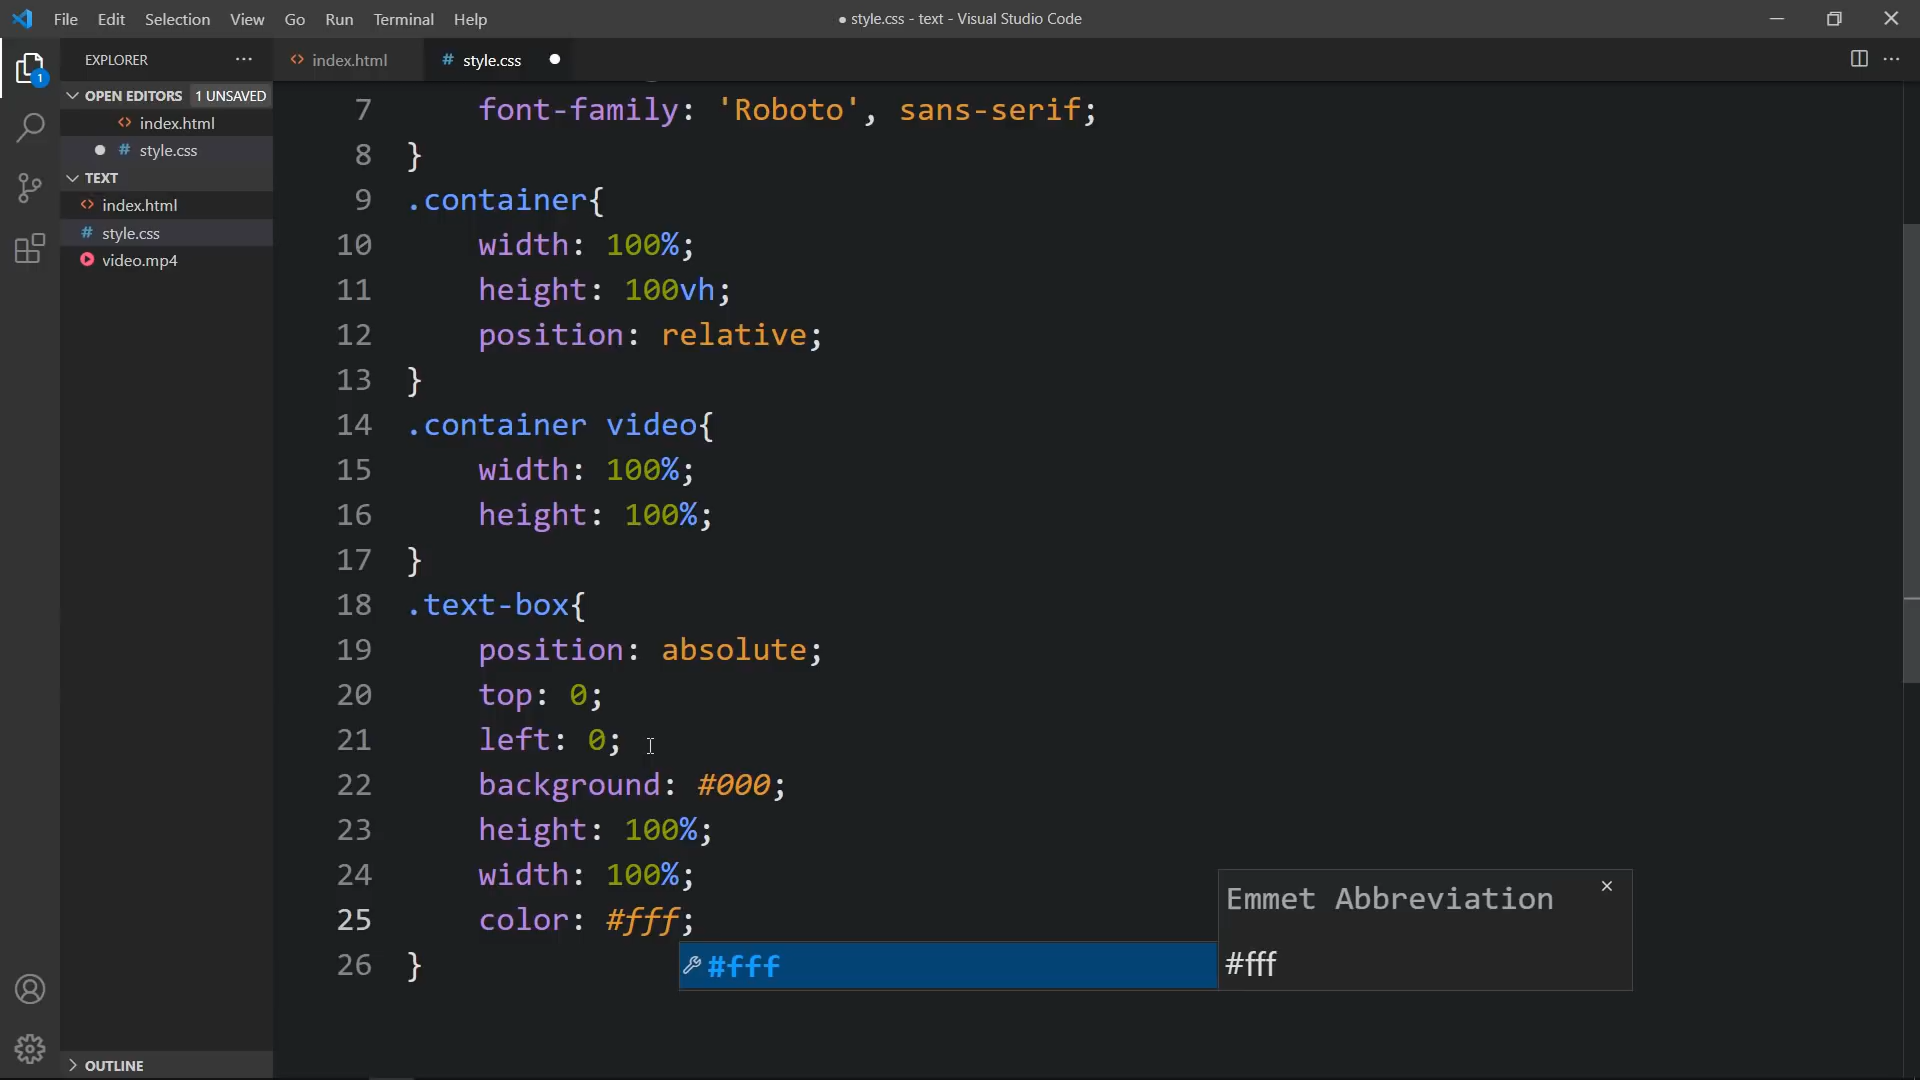 File Edit Selection View Go Run Terminal Help
● style.css - text - Visual Studio Code
EXPLORER ···
<> index.html
# style.css ●
OPEN EDITORS 1 UNSAVED
<> index.html
● # style.css
TEXT
<> index.html
# style.css
video.mp4
1
7 font-family: 'Roboto', sans-serif;
8 }
9 .container{
10 width: 100%;
11 height: 100vh;
12 position: relative;
13 }
14 .container video{
15 width: 100%;
16 height: 100%;
17 }
18 .text-box{
19 position: absolute;
20 top: 0;
21 left: 0;
22 background: #000;
23 height: 100%;
24 width: 100%;
25 color: #fff;
26 }
#fff
Emmet Abbreviation
#fff
OUTLINE